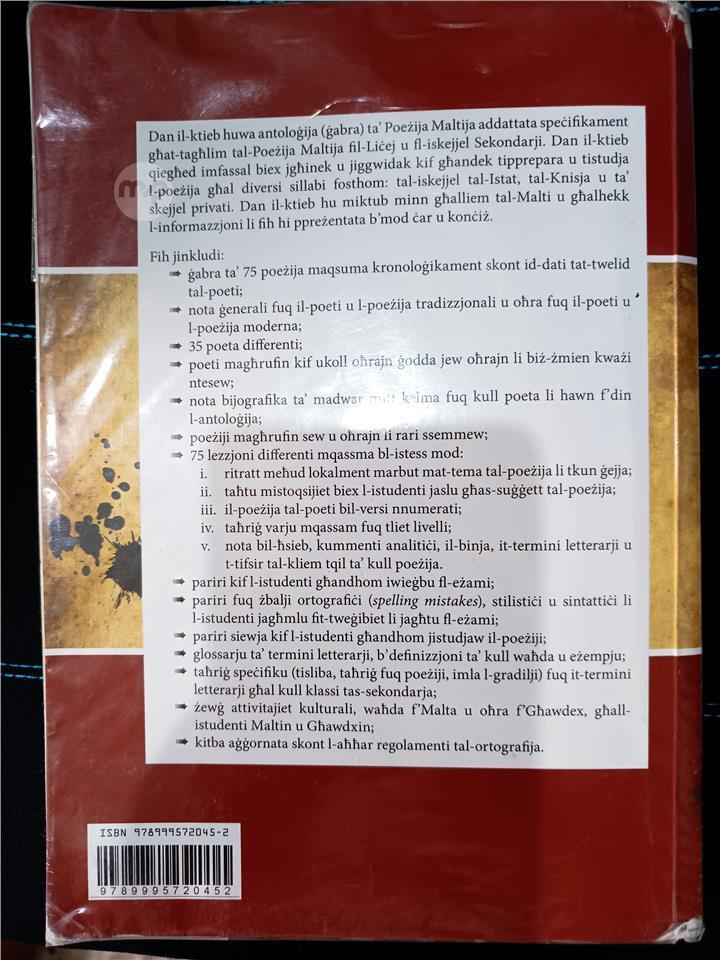 Dan il-ktieb huwa antoloġija (ġabra) ta' Poeżija Maltija addattata speċifikament
għat-tagħlim tal-Poeżija Maltija fil-Liċej u fl-iskejjel Sekondarji. Dan il-ktieb
qiegħed imfassal biex jgħinek u jiggwidak kif għandek tipprepara u tistudja
l-poeżija għal diversi sillabi fosthom: tal-iskejjel tal-Istat, tal-Knisja u ta'
skejjel privati. Dan il-ktieb hu miktub minn għalliem tal-Malti u għalhekk
l-informazzjoni li fih hi ppreżentata b'mod ċar u konċiż.
Fih jinkludi:
➠ ġabra ta' 75 poeżija maqsuma kronoloġikament skont id-dati tat-twelid
tal-poeti;
➠ nota ġenerali fuq il-poeti u l-poeżija tradizzjonali u oħra fuq il-poeti u
l-poeżija moderna;
➠ 35 poeta differenti;
➠ poeti magħrufin kif ukoll oħrajn ġodda jew oħrajn li biż-żmien kważi
ntesew;
➠ nota bijografika ta' madwar mitt kelma fuq kull poeta li hawn f'din
l-antoloġija;
➠ poeżiji magħrufin sew u oħrajn li rari ssemmew;
➠ 75 lezzjoni differenti mqassma bl-istess mod:
i. ritratt meħud lokalment marbut mat-tema tal-poeżija li tkun ġejja;
ii. taħtu mistoqsijiet biex l-istudenti jaslu għas-suġġett tal-poeżija;
iii. il-poeżija tal-poeti bil-versi nnumerati;
iv. taħriġ varju mqassam fuq tliet livelli;
v. nota bil-ħsieb, kummenti analitiċi, il-binja, it-termini letterarji u
t-tifsir tal-kliem tqil ta' kull poeżija.
➠ pariri kif l-istudenti għandhom iwieġbu fl-eżami;
➠ pariri fuq żbalji ortografiċi (spelling mistakes), stilistiċi u sintattiċi li
l-istudenti jagħmlu fit-tweġibiet li jagħtu fl-eżami;
➠ pariri siewja kif l-istudenti għandhom jistudjaw il-poeżiji;
➠ glossarju ta' termini letterarji, b'definizzjoni ta' kull waħda u eżempju;
➠ taħriġ speċifiku (tisliba, taħriġ fuq poeżiji, imla l-gradilji) fuq it-termini
letterarji għal kull klassi tas-sekondarja;
➠ żewġ attivitajiet kulturali, waħda f'Malta u oħra f'Għawdex, għall-
istudenti Maltin u Għawdxin;
➠ kitba aġġornata skont l-aħħar regolamenti tal-ortografija.
ISBN 978999572045-2
9789995720452